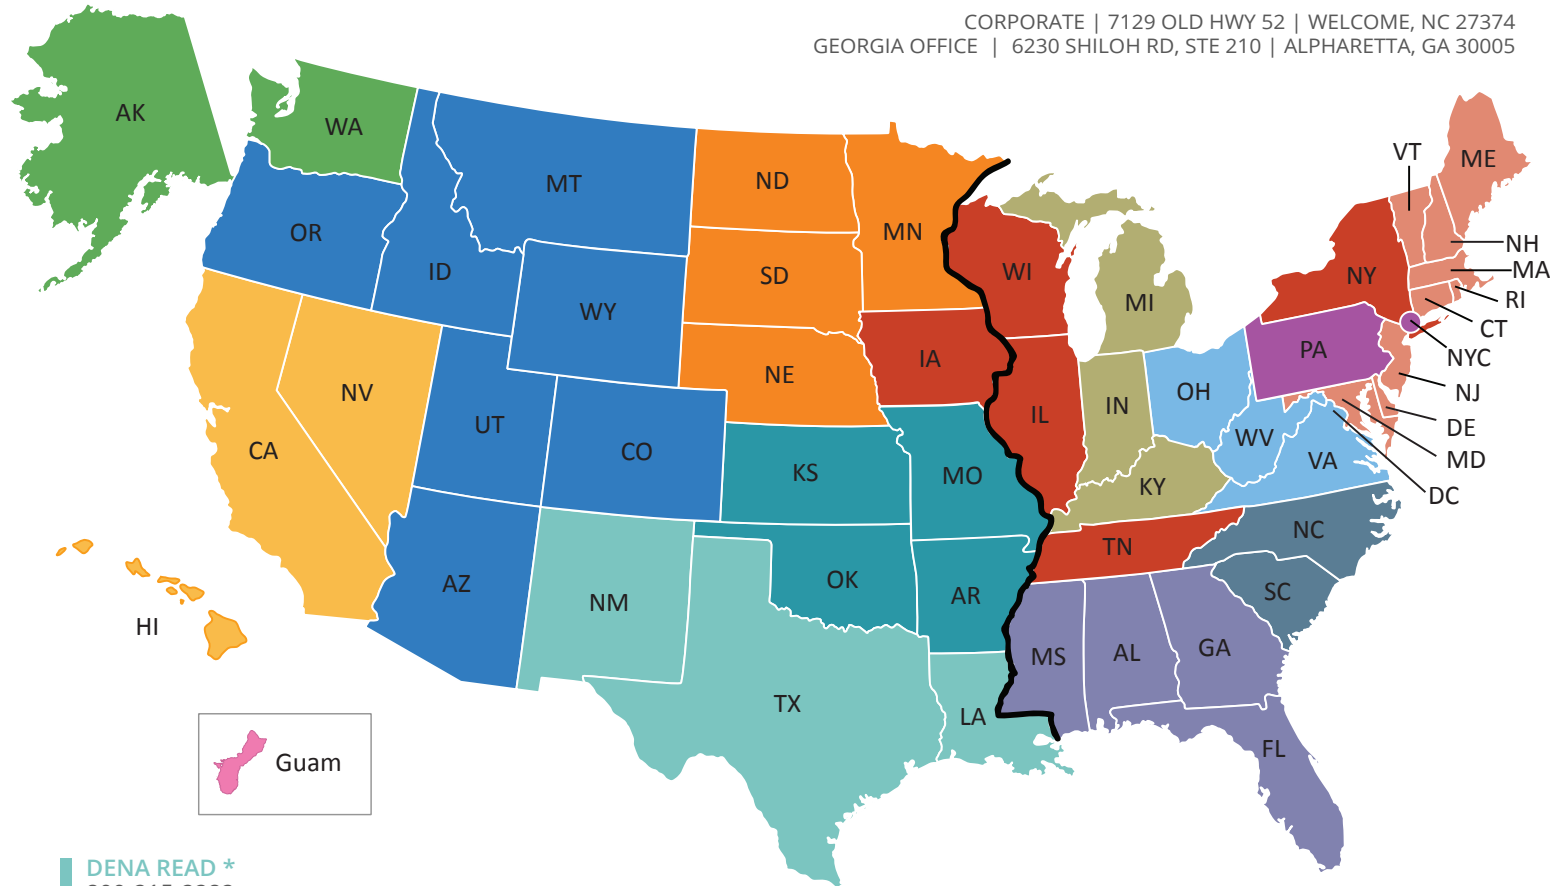 CORPORATE | 7129 OLD HWY 52 | WELCOME, NC 27374
GEORGIA OFFICE | 6230 SHILOH RD, STE 210 | ALPHARETTA, GA 30005
AK
WA
VT
ME
MT
ND
OR
MN
NH
ID
SD
WI
NY
MA
MI
RI
WY
CT
NYC
IA
PA
NE
NV
OH
NJ
IN
UT
IL
DE
CA
CO
WV
KS
MO
VA
MD
KY
DC
NC
TN
AZ
OK
NM
AR
SC
HI
MS
AL
GA
TX
LA
FL
Guam
DENA READ *